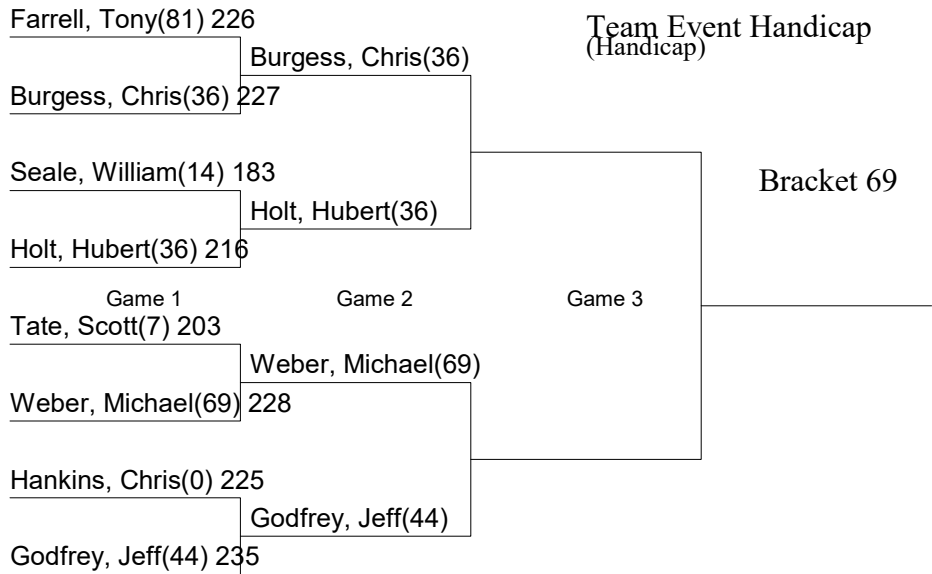 Farrell, Tony(81) 226
Team Event Handicap
(Handicap)
Burgess, Chris(36)
Burgess, Chris(36) 227
Seale, William(14) 183
Bracket 69
Holt, Hubert(36)
Holt, Hubert(36) 216
Game 1
Game 2
Game 3
Tate, Scott(7) 203
Weber, Michael(69)
Weber, Michael(69) 228
Hankins, Chris(0) 225
Godfrey, Jeff(44)
Godfrey, Jeff(44) 235